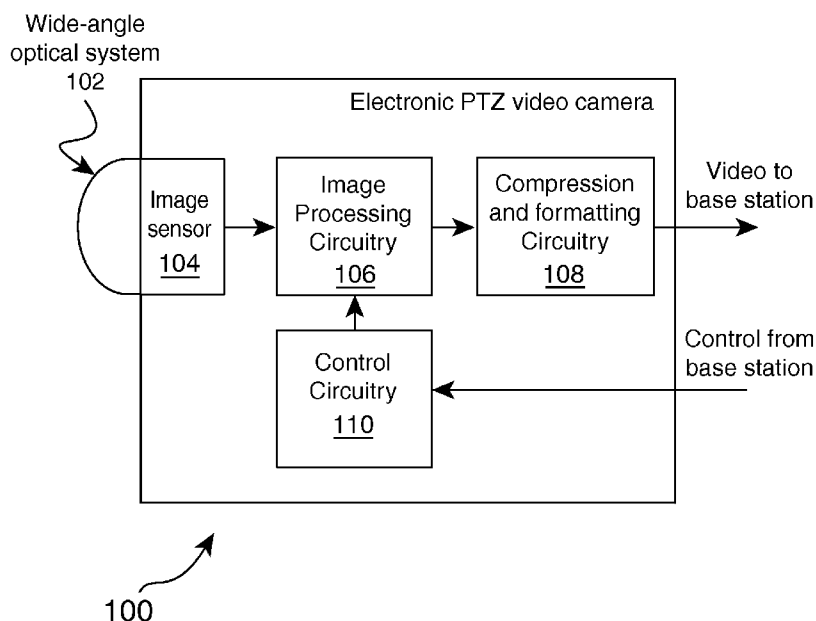 Wide-angle
optical system
102
Electronic PTZ video camera
Image
sensor
104
Image
Processing
Circuitry
106
Compression
and formatting
Circuitry
108
Video to
base station
Control
Circuitry
110
Control from
base station
100